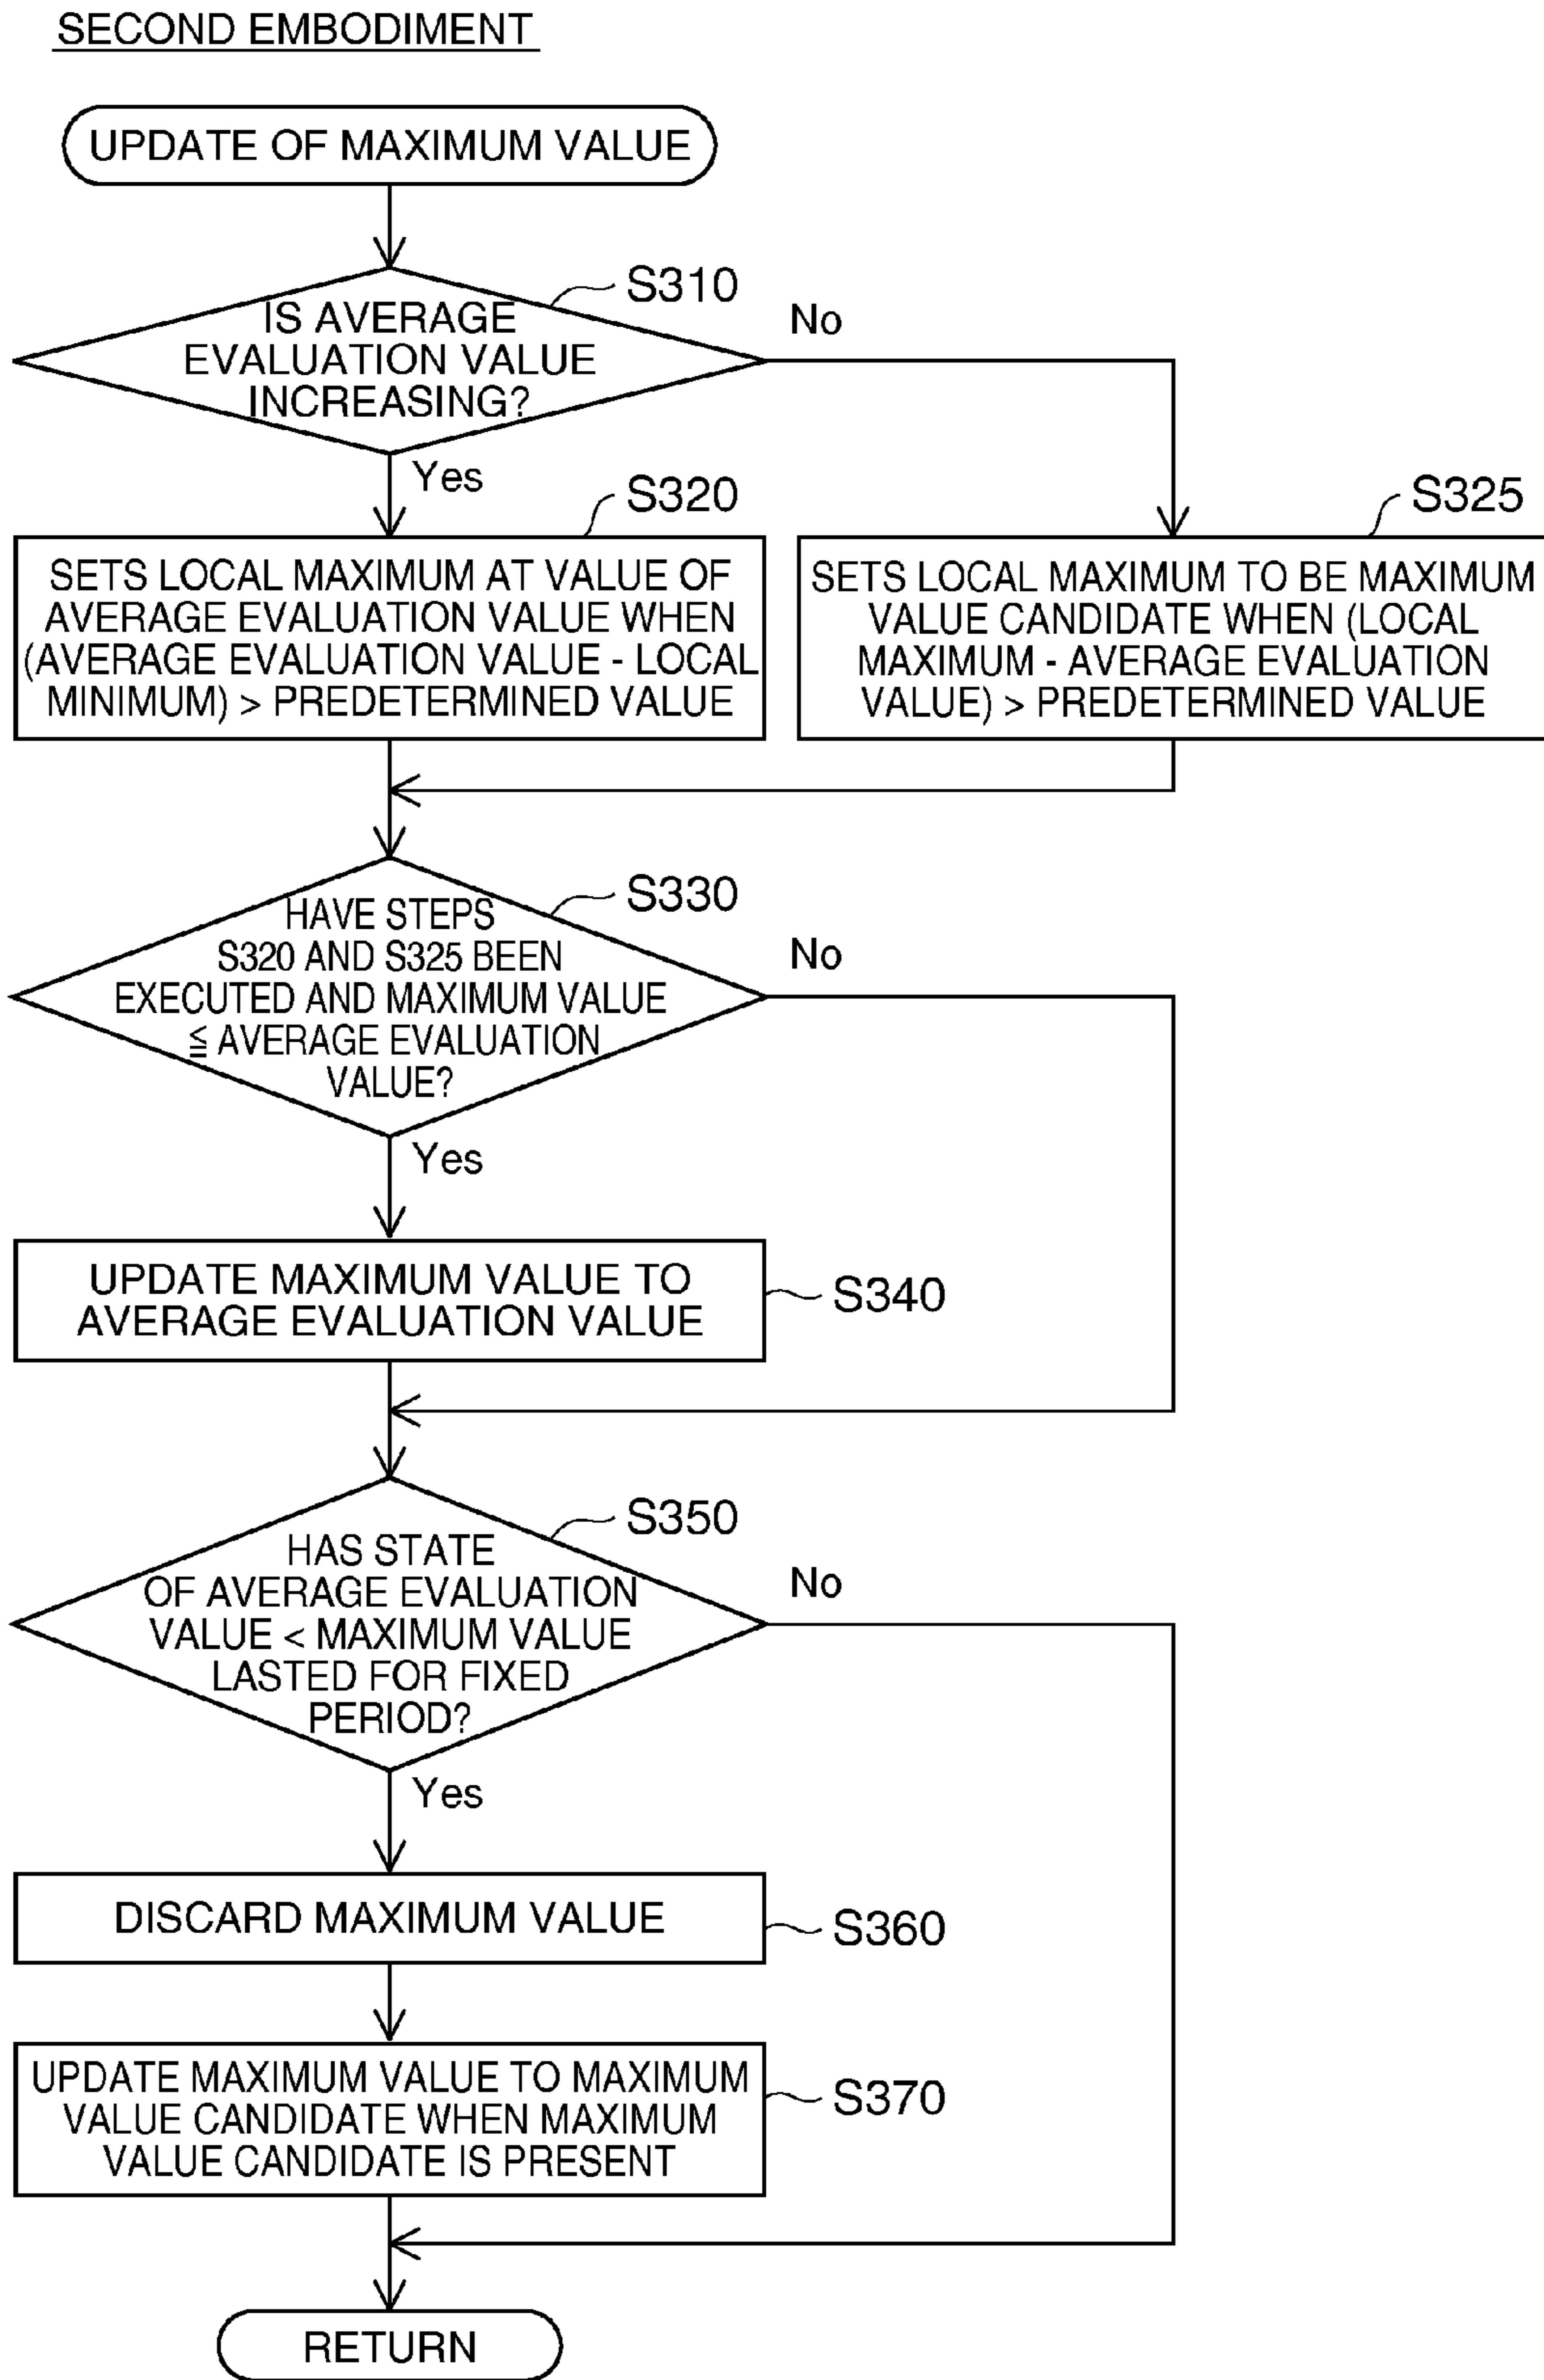 SECOND EMBODIMENT
UPDATE OF MAXIMUM VALUE
S310
IS AVERAGE
EVALUATION VALUE
INCREASING?
No
Yes
S320
SETS LOCAL MAXIMUM AT VALUE OF
AVERAGE EVALUATION VALUE WHEN
(AVERAGE EVALUATION VALUE - LOCAL
MINIMUM) > PREDETERMINED VALUE
S325
SETS LOCAL MAXIMUM TO BE MAXIMUM
VALUE CANDIDATE WHEN (LOCAL
MAXIMUM - AVERAGE EVALUATION
VALUE) > PREDETERMINED VALUE
S330
HAVE STEPS
S320 AND S325 BEEN
EXECUTED AND MAXIMUM VALUE
≦ AVERAGE EVALUATION
VALUE?
No
Yes
UPDATE MAXIMUM VALUE TO
AVERAGE EVALUATION VALUE
S340
S350
HAS STATE
OF AVERAGE EVALUATION
VALUE < MAXIMUM VALUE
LASTED FOR FIXED
PERIOD?
No
Yes
DISCARD MAXIMUM VALUE
S360
UPDATE MAXIMUM VALUE TO MAXIMUM
VALUE CANDIDATE WHEN MAXIMUM
VALUE CANDIDATE IS PRESENT
S370
RETURN